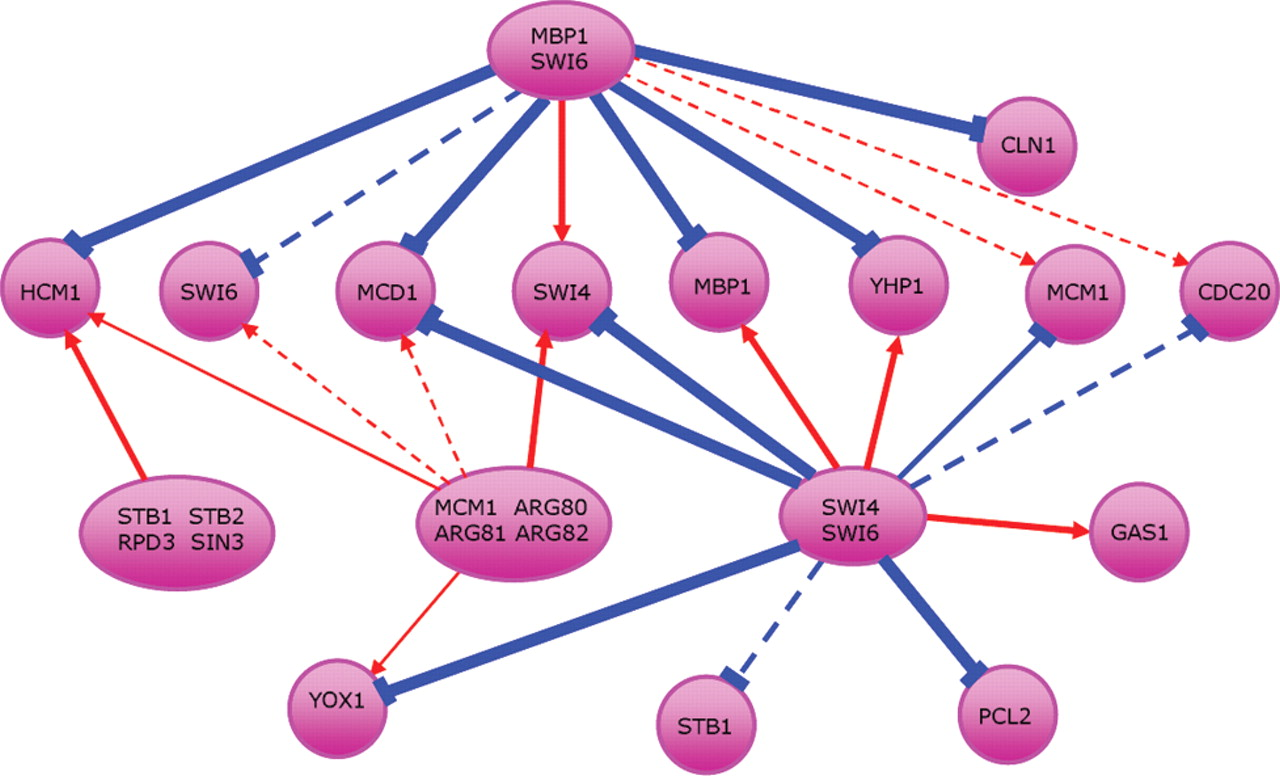 MBP1
SWI6
CLN1
HCM1
SWI6
MCD1
SWI4
MBP1
YHP1
MCM1
CDC20
STB1 STB2
RPD3 SIN3
MCM1 ARG80
ARG81 ARG82
SWI4
SWI6
GAS1
YOX1
STB1
PCL2